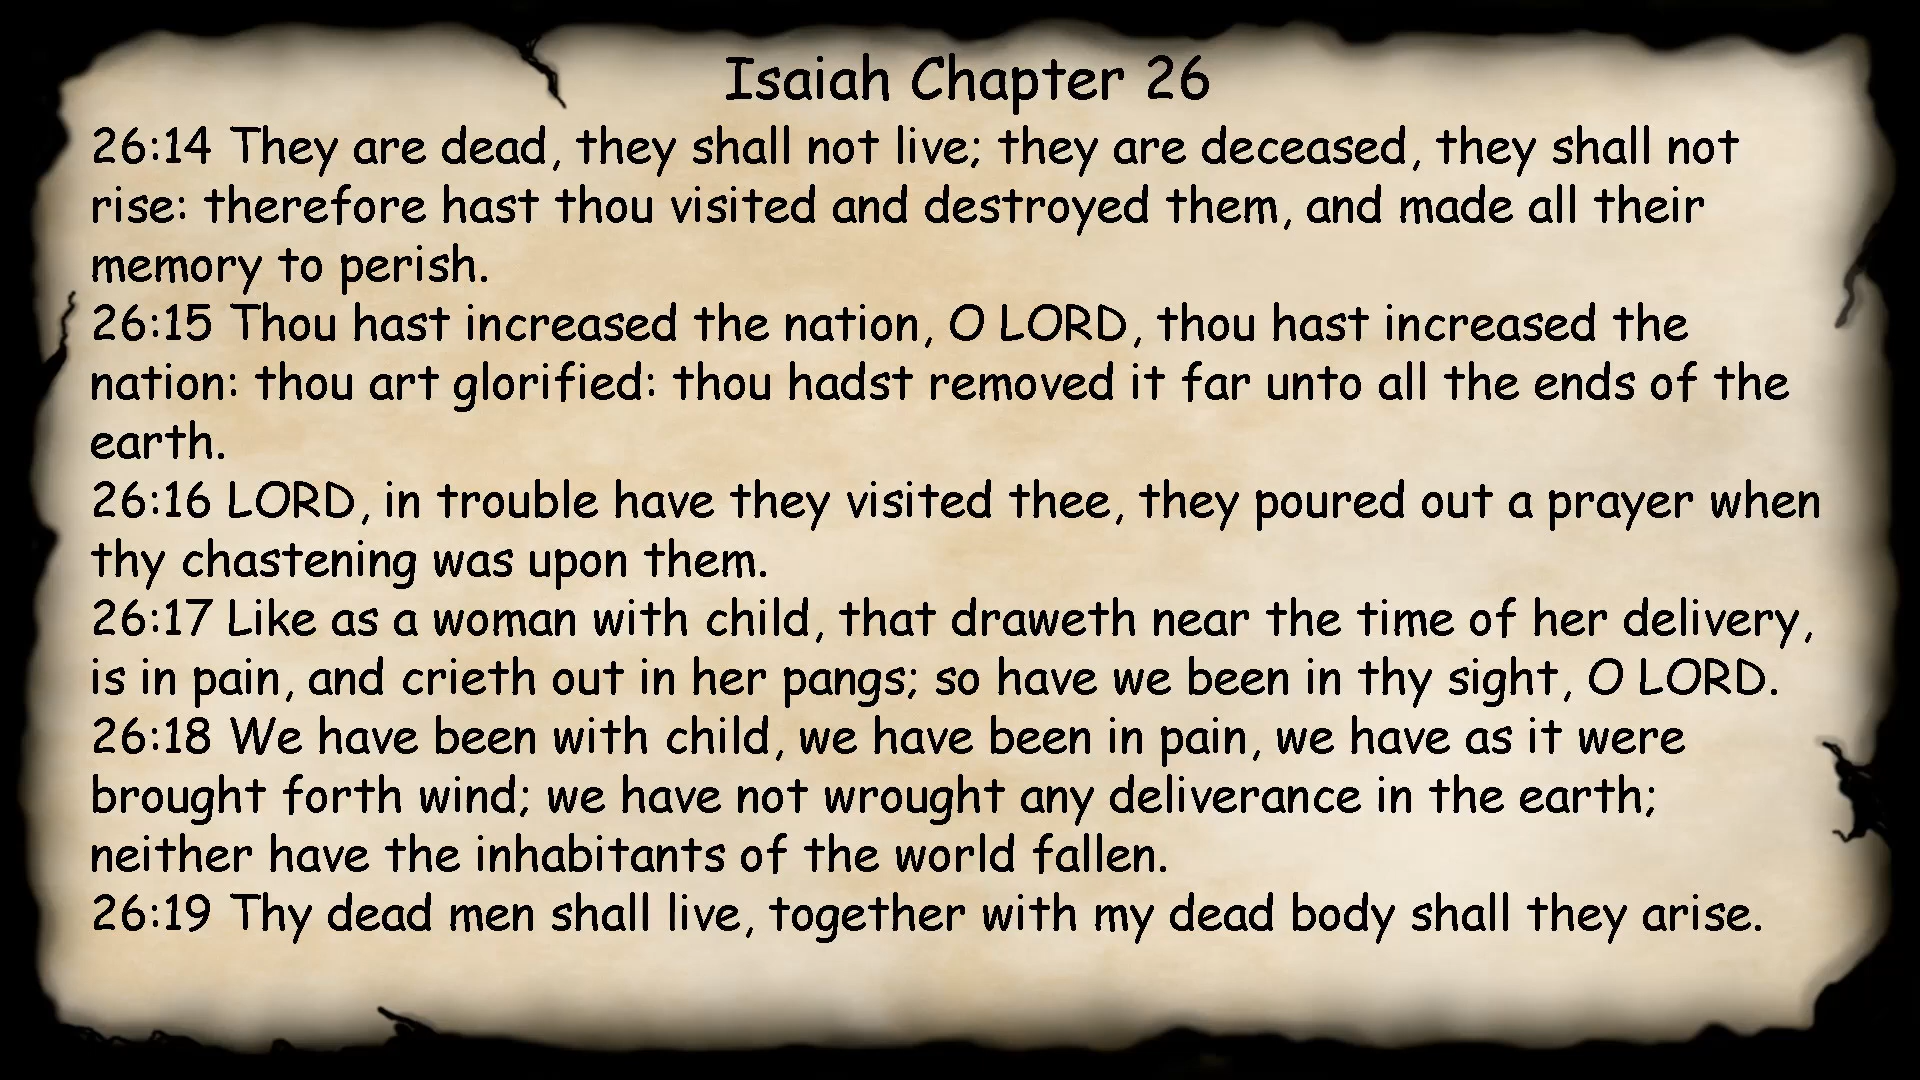 Isaiah Chapter 26
26:14 They are dead, they shall not live; they are deceased, they shall not
rise: therefore hast thou visited and destroyed them, and made all their
memory to perish.
26:15 Thou hast increased the nation, O LORD, thou hast increased the
nation: thou art glorified: thou hadst removed it far unto all the ends of the
earth.
26:16 LORD, in trouble have they visited thee, they poured out a prayer when
thy chastening was upon them.
26:17 Like as a woman with child, that draweth near the time of her delivery,
is in pain, and crieth out in her pangs; so have we been in thy sight, O LORD.
26:18 We have been with child, we have been in pain, we have as it were
brought forth wind; we have not wrought any deliverance in the earth;
neither have the inhabitants of the world fallen.
26:19 Thy dead men shall live, together with my dead body shall they arise.